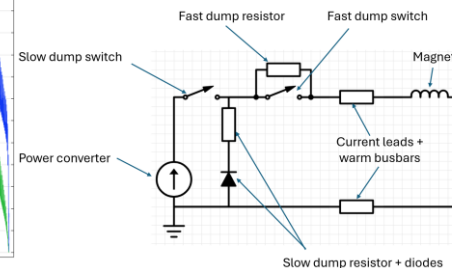 Fast dump resistor
Fast dump switch
Slow dump switch
Magnet
Current leads +
warm busbars
Power converter
Slow dump resistor + diodes